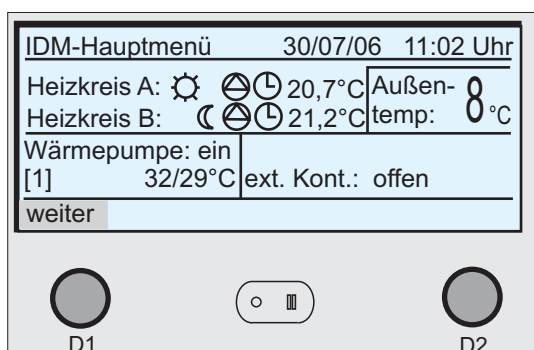 IDM-Hauptmenü 30/07/06 11:02 Uhr
Heizkreis A: 20,7°C Außen-
Heizkreis B: 21,2°C temp: 8 °C
Wärmepumpe: ein
[1] 32/29°C ext. Kont.: offen
weiter
D1 D2